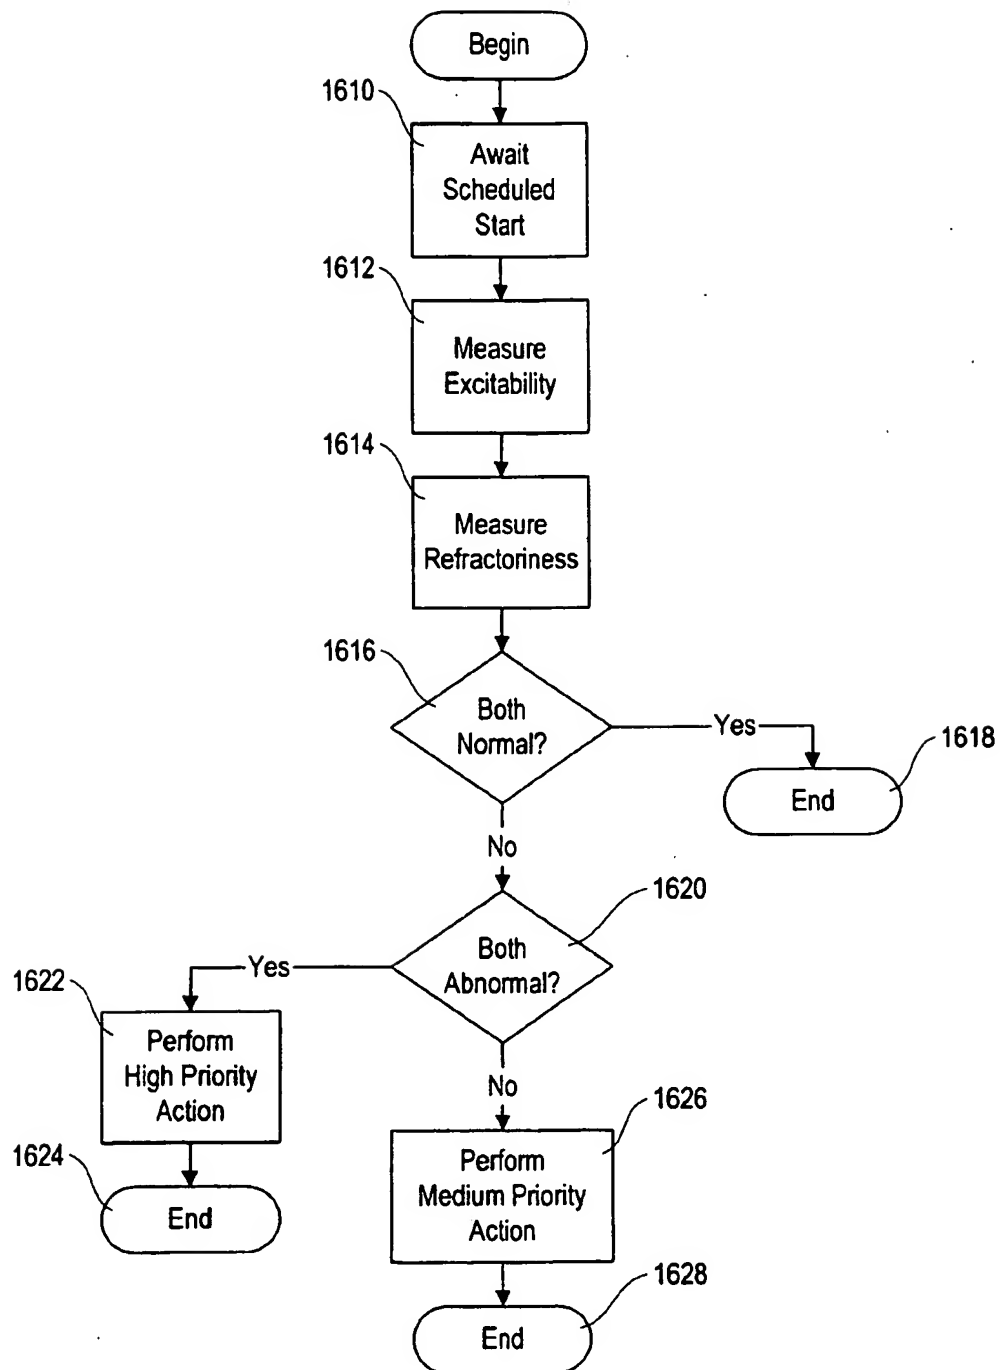 Begin
1610
Await
Scheduled
Start
1612
Measure
Excitability
1614
Measure
Refractoriness
1616
Both
Normal?
Yes
1618
End
No
1620
Both
Abnormal?
Yes
1622
Perform
High Priority
Action
1624
End
No
1626
Perform
Medium Priority
Action
1628
End